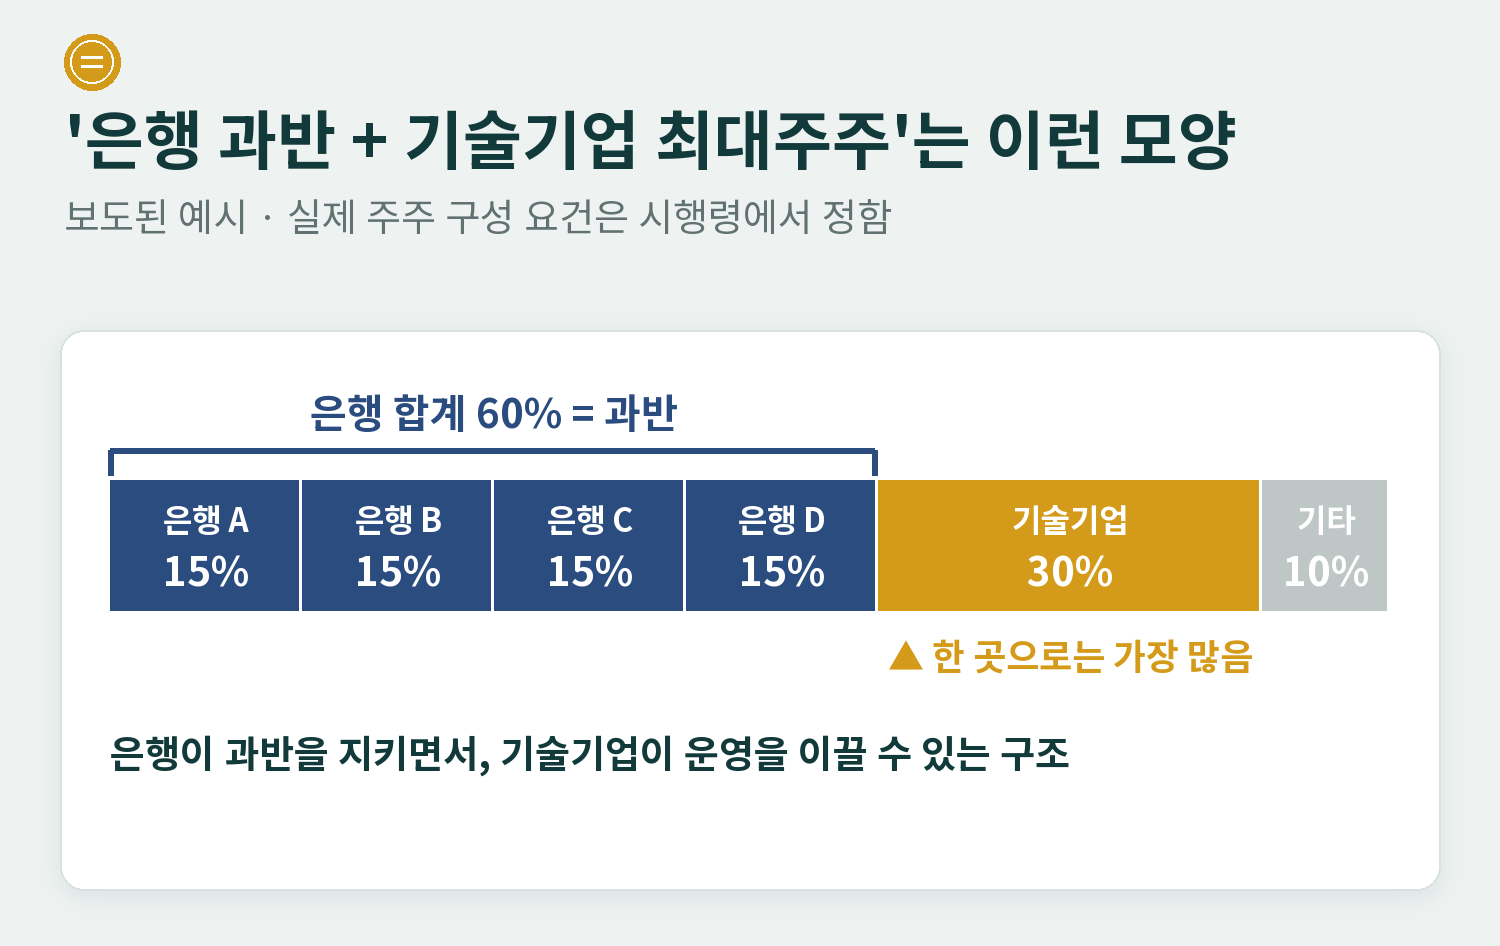 '은행 과반 + 기술기업 최대주주'는 이런 모양
보도된 예시 · 실제 주주 구성 요건은 시행령에서 정함
은행 합계 60% = 과반
은행 A
15%
은행 B
15%
은행 C
15%
은행 D
15%
기술기업
30%
기타
10%
▲ 한 곳으로는 가장 많음
은행이 과반을 지키면서, 기술기업이 운영을 이끌 수 있는 구조